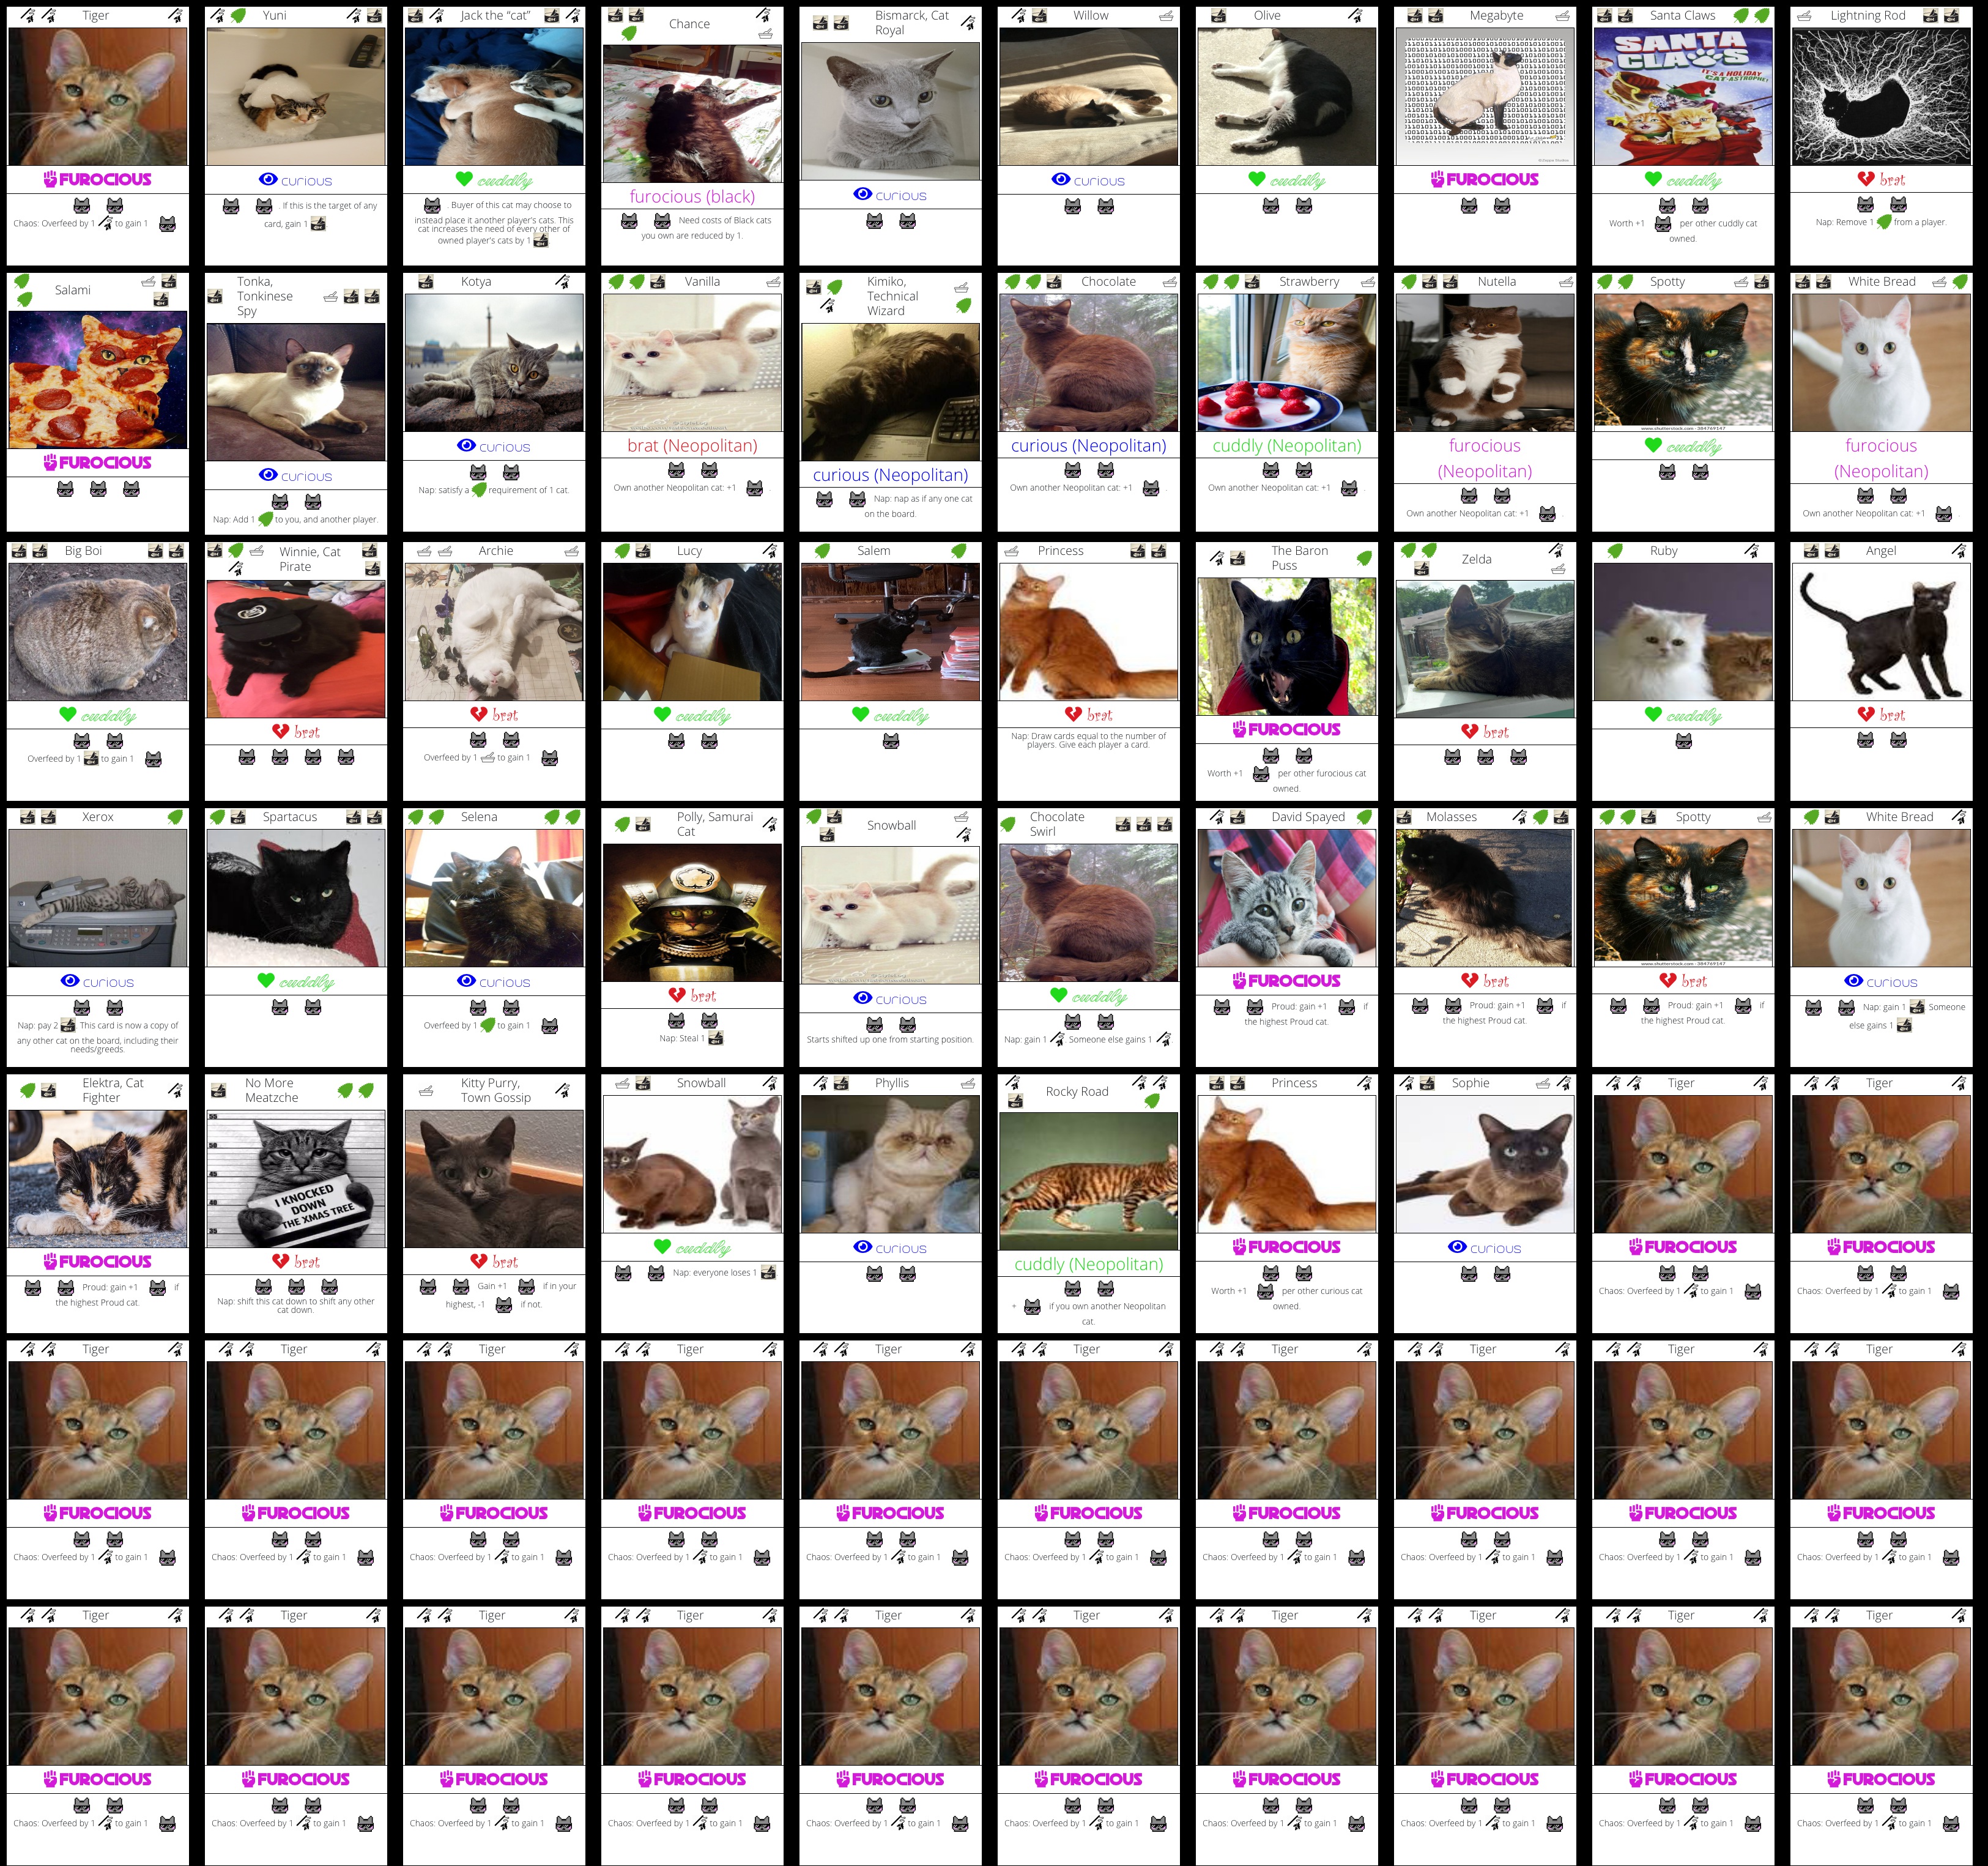 Tiger
FUROCIOUS
Chaos: Overfeed by 1 to gain 1
Yuni
curious
. If this is the target of any
card, gain 1 .
Jack the “cat”
cuddly
. Buyer of this cat may choose to
instead place it another player's cats. This
cat increases the need of every other of
owned player's cats by 1 .
Chance
furocious (black)
Need costs of Black cats
you own are reduced by 1.
Bismarck, Cat
Royal
curious
Willow
curious
Olive
cuddly
Megabyte
FUROCIOUS
Santa Claws
SANTA
CLAWS
IT'S A HOLIDAY
CAT-ASTROPHE!
cuddly
Worth +1 per other cuddly cat
owned.
Lightning Rod
brat
Nap: Remove 1 from a player.
Salami
FUROCIOUS
Tonka,
Tonkinese
Spy
curious
Nap: Add 1 to you, and another player.
Kotya
curious
Nap: satisfy a requirement of 1 cat.
Vanilla
brat (Neopolitan)
Own another Neopolitan cat: +1 .
Kimiko,
Technical
Wizard
curious (Neopolitan)
Nap: nap as if any one cat
on the board.
Chocolate
curious (Neopolitan)
Own another Neopolitan cat: +1 .
Strawberry
cuddly (Neopolitan)
Own another Neopolitan cat: +1 .
Nutella
furocious
(Neopolitan)
Own another Neopolitan cat: +1 .
Spotty
www.shutterstock.com · 384769147
cuddly
White Bread
furocious
(Neopolitan)
Own another Neopolitan cat: +1 .
Big Boi
cuddly
Overfeed by 1 to gain 1
Winnie, Cat
Pirate
brat
Archie
brat
Overfeed by 1 to gain 1
Lucy
cuddly
Salem
cuddly
Princess
brat
Nap: Draw cards equal to the number of
players. Give each player a card.
The Baron
Puss
FUROCIOUS
Worth +1 per other furocious cat
owned.
Zelda
brat
Ruby
cuddly
Angel
brat
Xerox
curious
Nap: pay 2 . This card is now a copy of
any other cat on the board, including their
needs/greeds.
Spartacus
cuddly
Selena
curious
Overfeed by 1 to gain 1
Polly, Samurai
Cat
brat
Nap: Steal 1
Snowball
curious
Starts shifted up one from starting position.
Chocolate
Swirl
cuddly
Nap: gain 1 . Someone else gains 1 .
David Spayed
FUROCIOUS
Proud: gain +1 if
the highest Proud cat.
Molasses
brat
Proud: gain +1 if
the highest Proud cat.
Spotty
www.shutterstock.com · 384769147
brat
Proud: gain +1 if
the highest Proud cat.
White Bread
curious
Nap: gain 1 . Someone
else gains 1
Elektra, Cat
Fighter
FUROCIOUS
Proud: gain +1 if
the highest Proud cat.
No More
Meatzche
I KNOCKED
DOWN
THE XMAS TREE
brat
Nap: shift this cat down to shift any other
cat down.
Kitty Purry,
Town Gossip
brat
Gain +1 if in your
highest, -1 if not.
Snowball
cuddly
Nap: everyone loses 1
Phyllis
curious
Rocky Road
cuddly (Neopolitan)
+ if you own another Neopolitan
cat.
Princess
FUROCIOUS
Worth +1 per other curious cat
owned.
Sophie
curious
Tiger
FUROCIOUS
Chaos: Overfeed by 1 to gain 1
Tiger
FUROCIOUS
Chaos: Overfeed by 1 to gain 1
Tiger
FUROCIOUS
Chaos: Overfeed by 1 to gain 1
Tiger
FUROCIOUS
Chaos: Overfeed by 1 to gain 1
Tiger
FUROCIOUS
Chaos: Overfeed by 1 to gain 1
Tiger
FUROCIOUS
Chaos: Overfeed by 1 to gain 1
Tiger
FUROCIOUS
Chaos: Overfeed by 1 to gain 1
Tiger
FUROCIOUS
Chaos: Overfeed by 1 to gain 1
Tiger
FUROCIOUS
Chaos: Overfeed by 1 to gain 1
Tiger
FUROCIOUS
Chaos: Overfeed by 1 to gain 1
Tiger
FUROCIOUS
Chaos: Overfeed by 1 to gain 1
Tiger
FUROCIOUS
Chaos: Overfeed by 1 to gain 1
Tiger
FUROCIOUS
Chaos: Overfeed by 1 to gain 1
Tiger
FUROCIOUS
Chaos: Overfeed by 1 to gain 1
Tiger
FUROCIOUS
Chaos: Overfeed by 1 to gain 1
Tiger
FUROCIOUS
Chaos: Overfeed by 1 to gain 1
Tiger
FUROCIOUS
Chaos: Overfeed by 1 to gain 1
Tiger
FUROCIOUS
Chaos: Overfeed by 1 to gain 1
Tiger
FUROCIOUS
Chaos: Overfeed by 1 to gain 1
Tiger
FUROCIOUS
Chaos: Overfeed by 1 to gain 1
Tiger
FUROCIOUS
Chaos: Overfeed by 1 to gain 1
Tiger
FUROCIOUS
Chaos: Overfeed by 1 to gain 1